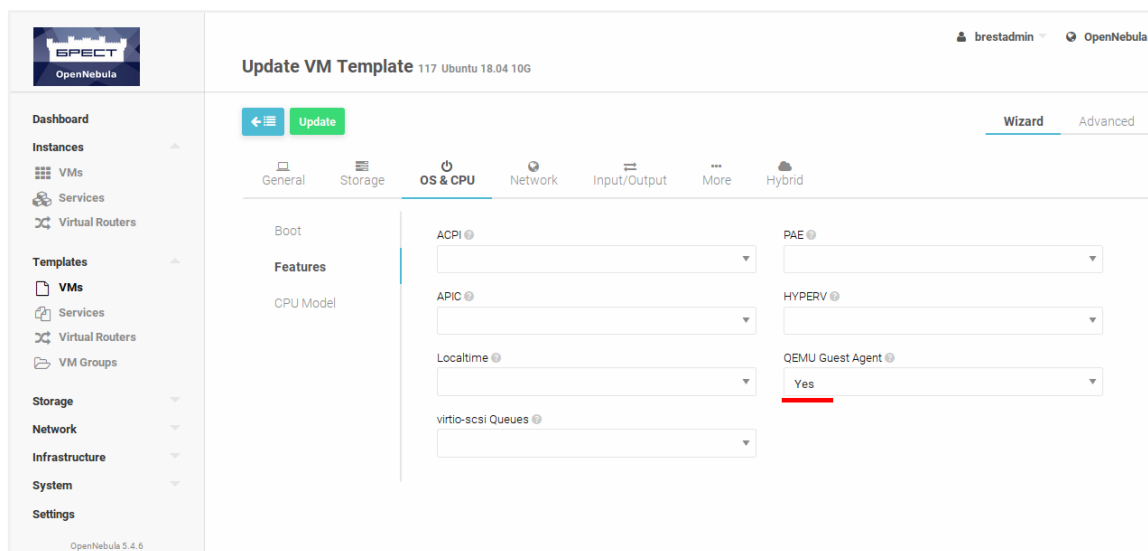 БРЕСТ
OpenNebula
brestadmin
OpenNebula
Update VM Template 117 Ubuntu 18.04 10G
Dashboard
Instances
VMs
Services
Virtual Routers
Templates
VMs
Services
Virtual Routers
VM Groups
Storage
Network
Infrastructure
System
Settings
OpenNebula 5.4.6
Update
Wizard
Advanced
General
Storage
OS & CPU
Network
Input/Output
More
Hybrid
Boot
Features
CPU Model
ACPI
PAE
APIC
HYPERV
Localtime
QEMU Guest Agent
Yes
virtio-scsi Queues